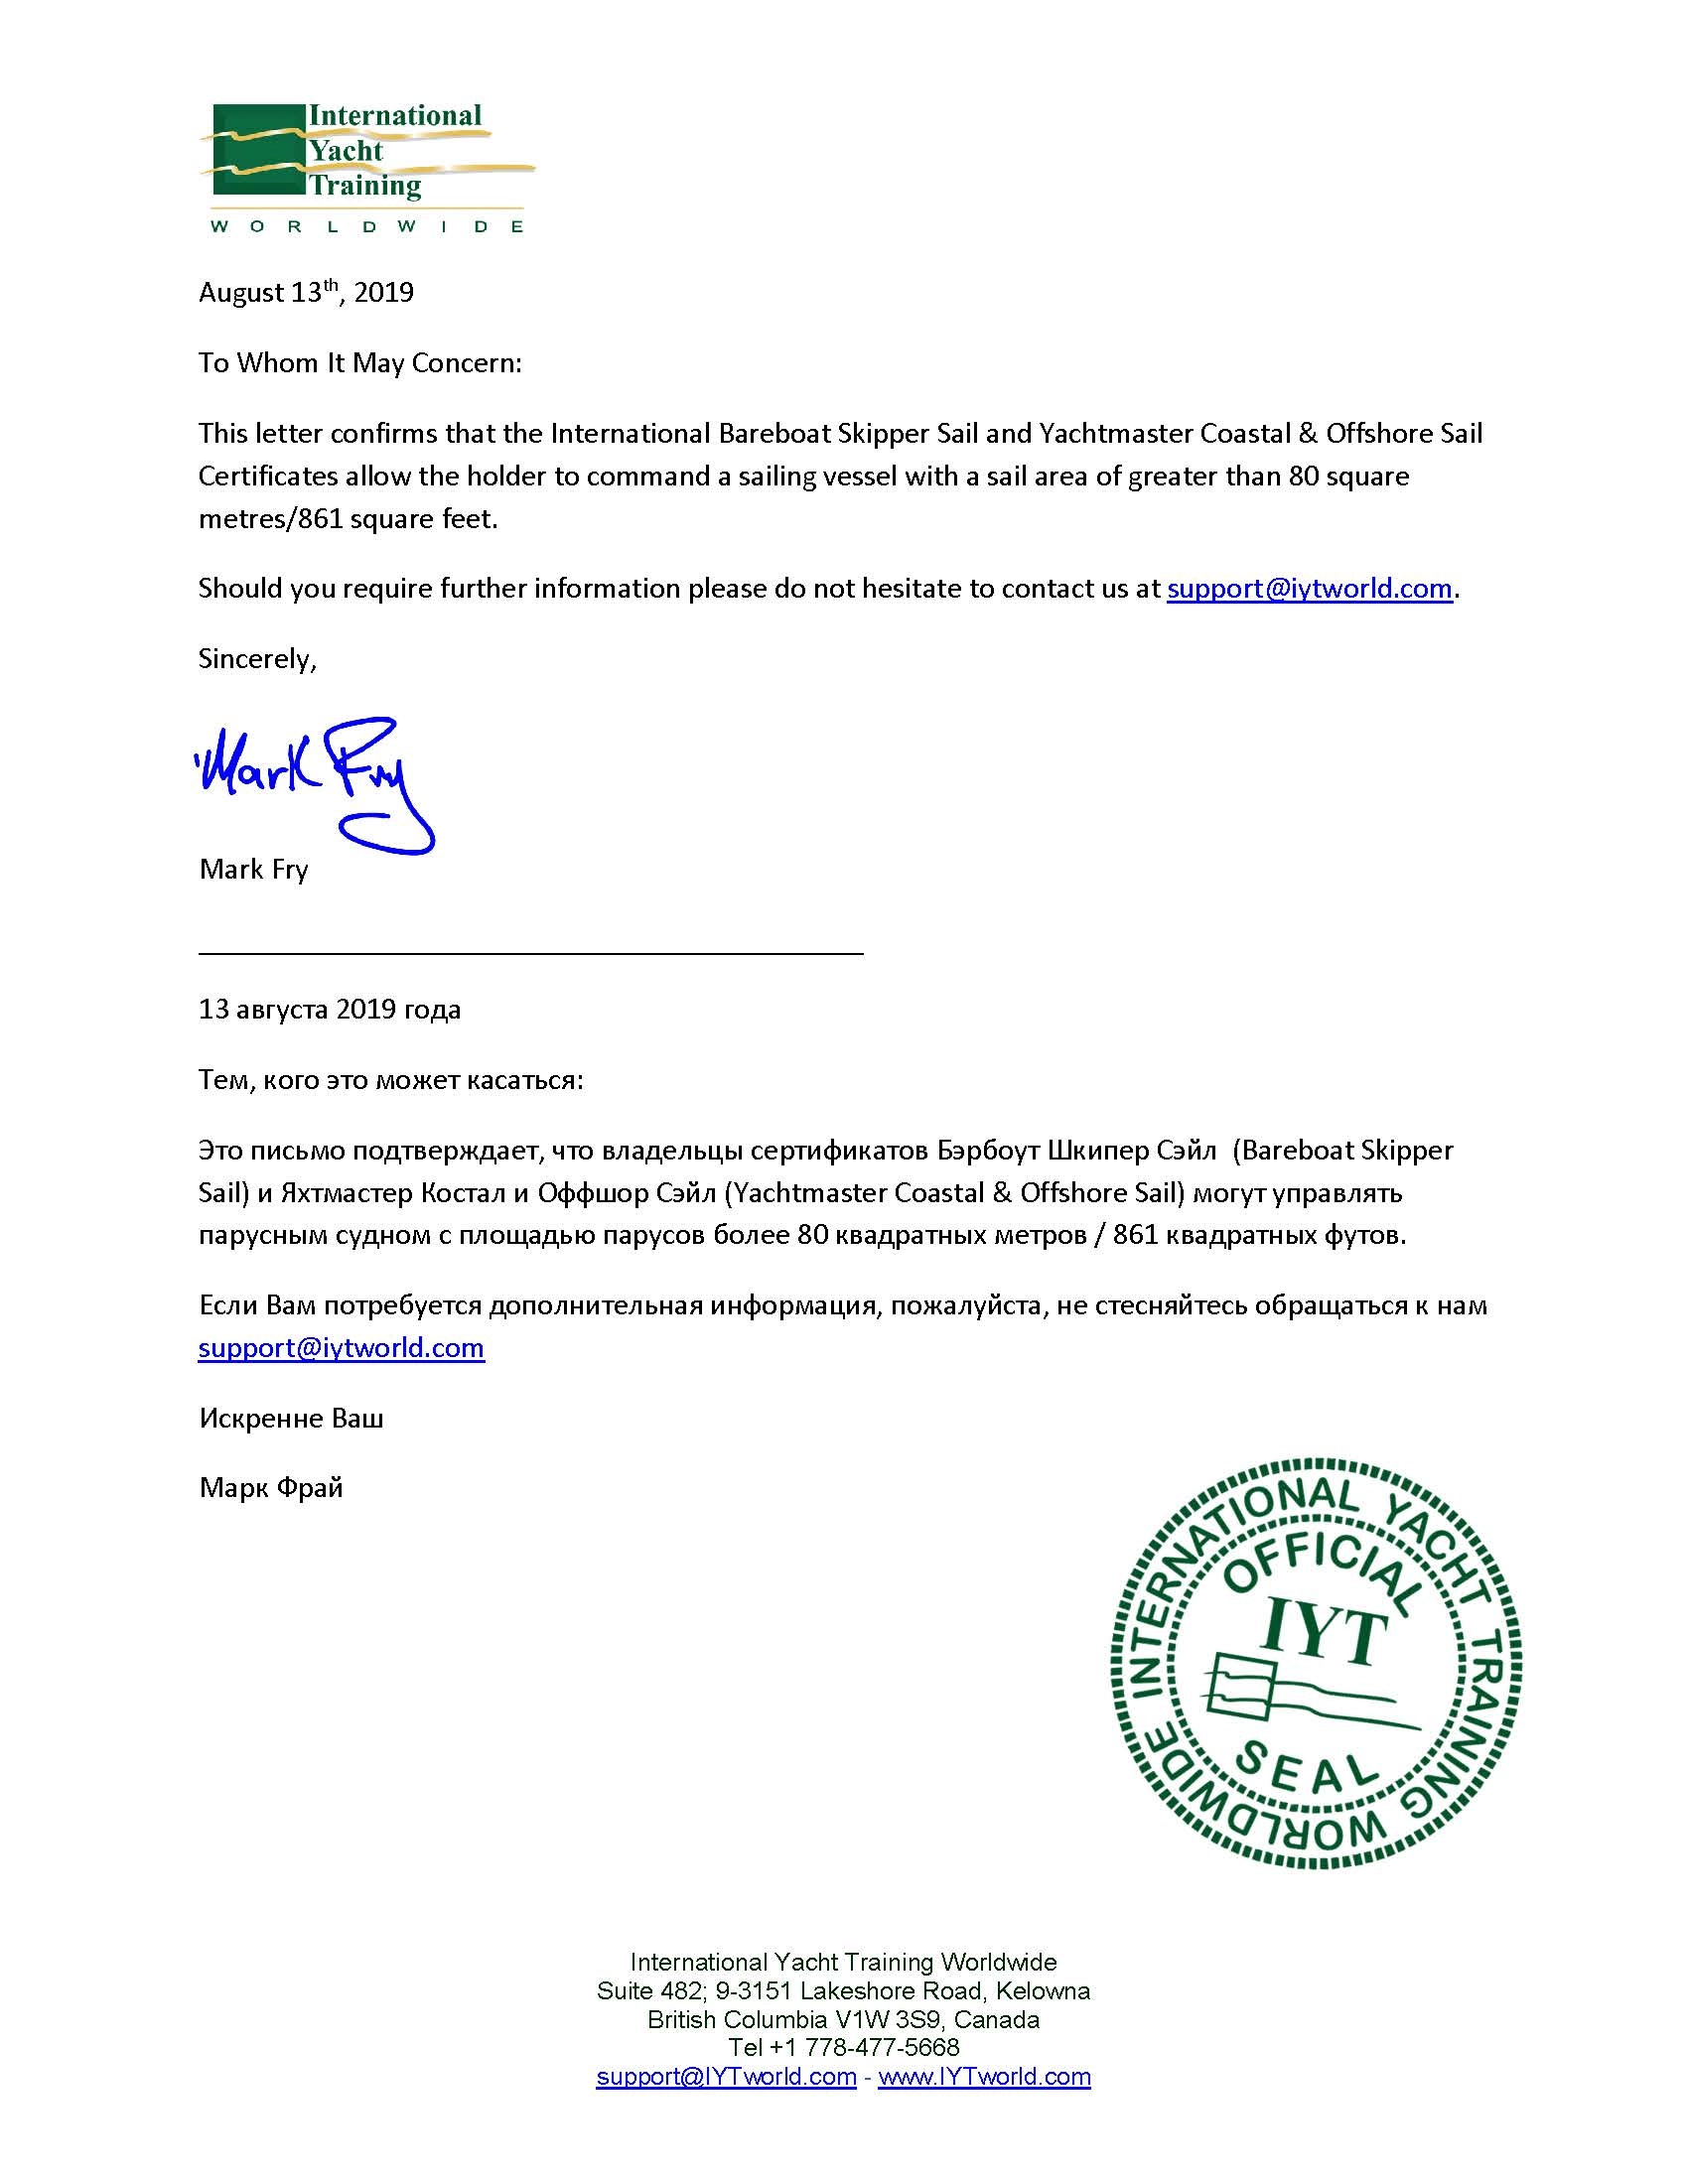 International
Yacht
Training
WORLDWIDE
August 13th, 2019
To Whom It May Concern:
This letter confirms that the International Bareboat Skipper Sail and Yachtmaster Coastal & Offshore Sail
Certificates allow the holder to command a sailing vessel with a sail area of greater than 80 square
metres/861 square feet.
Should you require further information please do not hesitate to contact us at support@iytworld.com.
Sincerely,
Mark Fry
Mark Fry
13 августа 2019 года
Тем, кого это может касаться:
Это письмо подтверждает, что владельцы сертификатов Бэрбоут Шкипер Сэйл  (Bareboat Skipper
Sail) и Яхтмастер Костал и Оффшор Сэйл (Yachtmaster Coastal & Offshore Sail) могут управлять
парусным судном с площадью парусов более 80 квадратных метров / 861 квадратных футов.
Если Вам потребуется дополнительная информация, пожалуйста, не стесняйтесь обращаться к нам
support@iytworld.com
Искренне Ваш
Марк Фрай
INTERNATIONAL YACHT TRAINING WORLDWIDE
OFFICIAL
IYT
SEAL
International Yacht Training Worldwide
Suite 482; 9-3151 Lakeshore Road, Kelowna
British Columbia V1W 3S9, Canada
Tel +1 778-477-5668
support@IYTworld.com - www.IYTworld.com